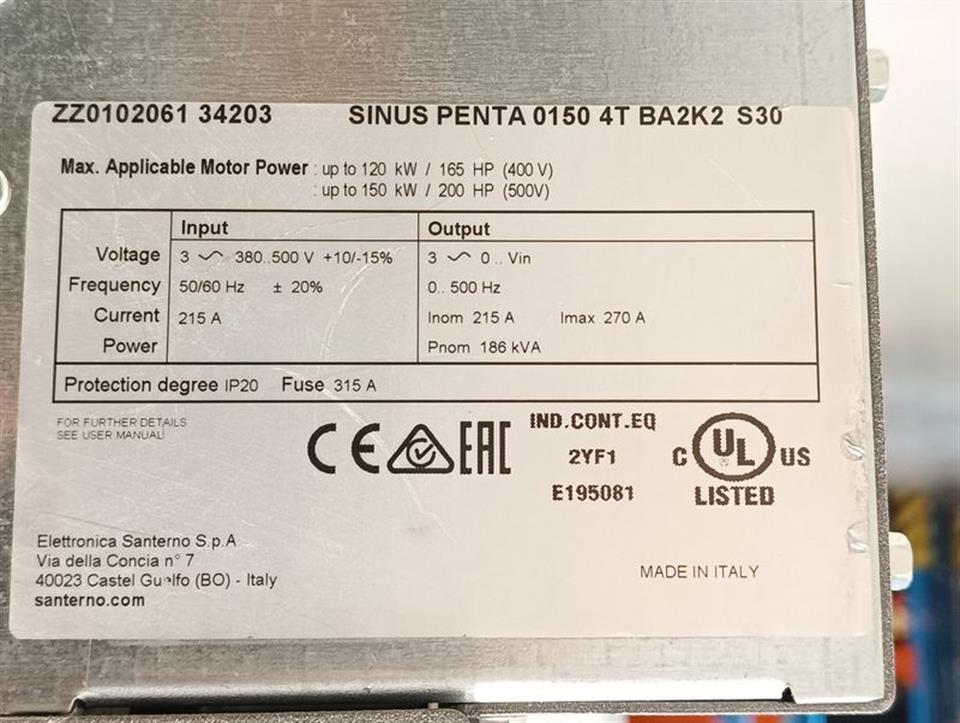 ZZ0102061 34203 SINUS PENTA 0150 4T BA2K2 S30
Max. Applicable Motor Power : up to 120 kW / 165 HP (400 V)
: up to 150 kW / 200 HP (500V)
Input Output
Voltage 3 ~ 380..500 V +10/-15% 3 ~ 0.. Vin
Frequency 50/60 Hz ± 20% 0.. 500 Hz
Current 215 A Inom 215 A Imax 270 A
Power Pnom 186 kVA
Protection degree IP20 Fuse 315 A
FOR FURTHER DETAILS
SEE USER MANUAL
CE EAC
IND.CONT.EQ
2YF1
E195081
C UL US
LISTED
Elettronica Santerno S.p.A
Via della Concia n° 7
40023 Castel Guelfo (BO) - Italy
santerno.com
MADE IN ITALY